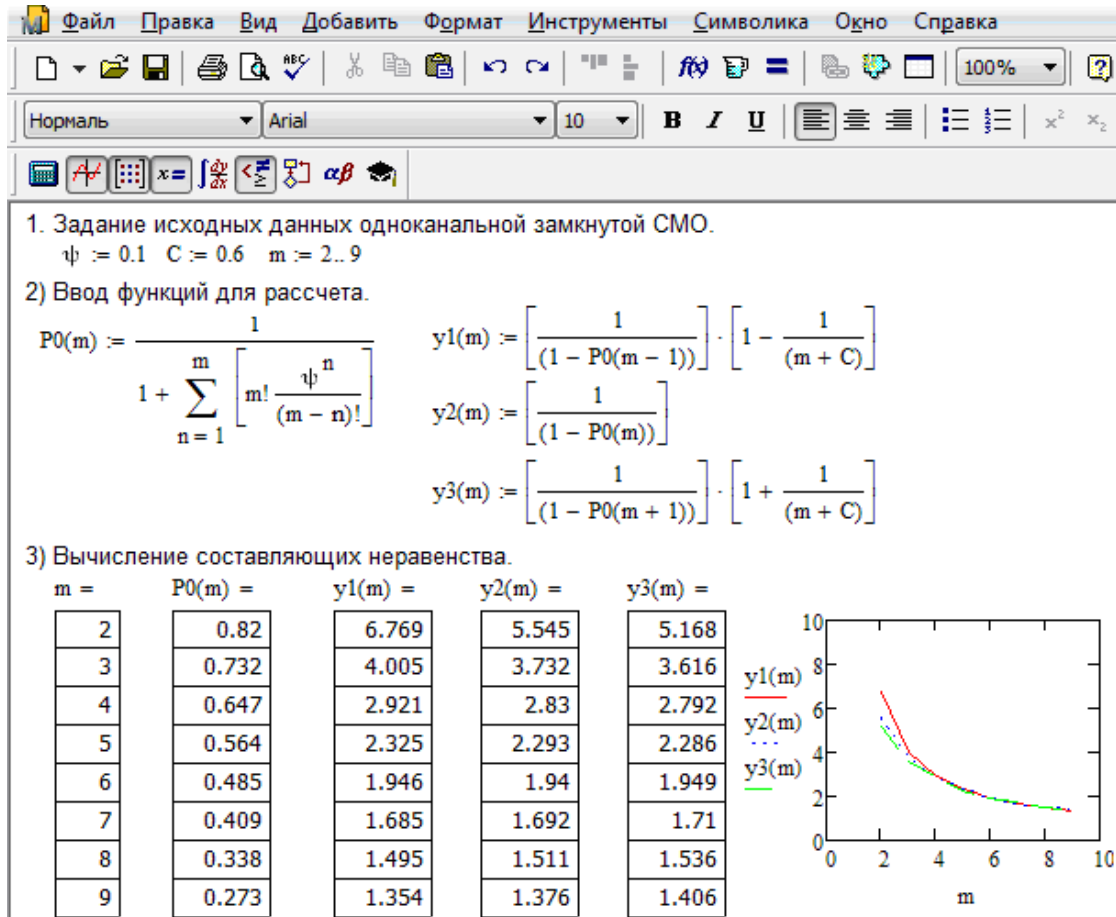 Файл Правка Вид Добавить Формат Инструменты Символика Окно Справка
100%
Нормаль Arial 10 B I U x² ×₂
f(x) = 
x= ∫ dy/dx <≠≥ αβ
1. Задание исходных данных одноканальной замкнутой СМО.
ψ := 0.1 C := 0.6 m := 2.. 9
2) Ввод функций для рассчета.
P0(m) := 1 / (1 + ∑ n = 1 m [m! ψ^n / (m − n)!])
y1(m) := [1 / (1 − P0(m − 1))] · [1 − 1 / (m + C)]
y2(m) := [1 / (1 − P0(m))]
y3(m) := [1 / (1 − P0(m + 1))] · [1 + 1 / (m + C)]
3) Вычисление составляющих неравенства.
m = P0(m) = y1(m) = y2(m) = y3(m) =
2 0.82 6.769 5.545 5.168
3 0.732 4.005 3.732 3.616
4 0.647 2.921 2.83 2.792
5 0.564 2.325 2.293 2.286
6 0.485 1.946 1.94 1.949
7 0.409 1.685 1.692 1.71
8 0.338 1.495 1.511 1.536
9 0.273 1.354 1.376 1.406
10
8
6
4
2
0
y1(m)
y2(m)
y3(m)
0 2 4 6 8 10
m